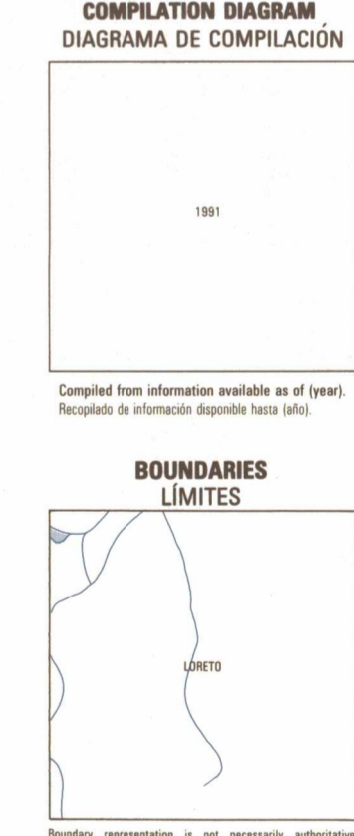 COMPILATION DIAGRAM
DIAGRAMA DE COMPILACIÓN
1991
Compiled from information available as of (year).
Recopilado de información disponible hasta (año).
BOUNDARIES
LÍMITES
LORETO
Boundary representation is not necessarily authoritative